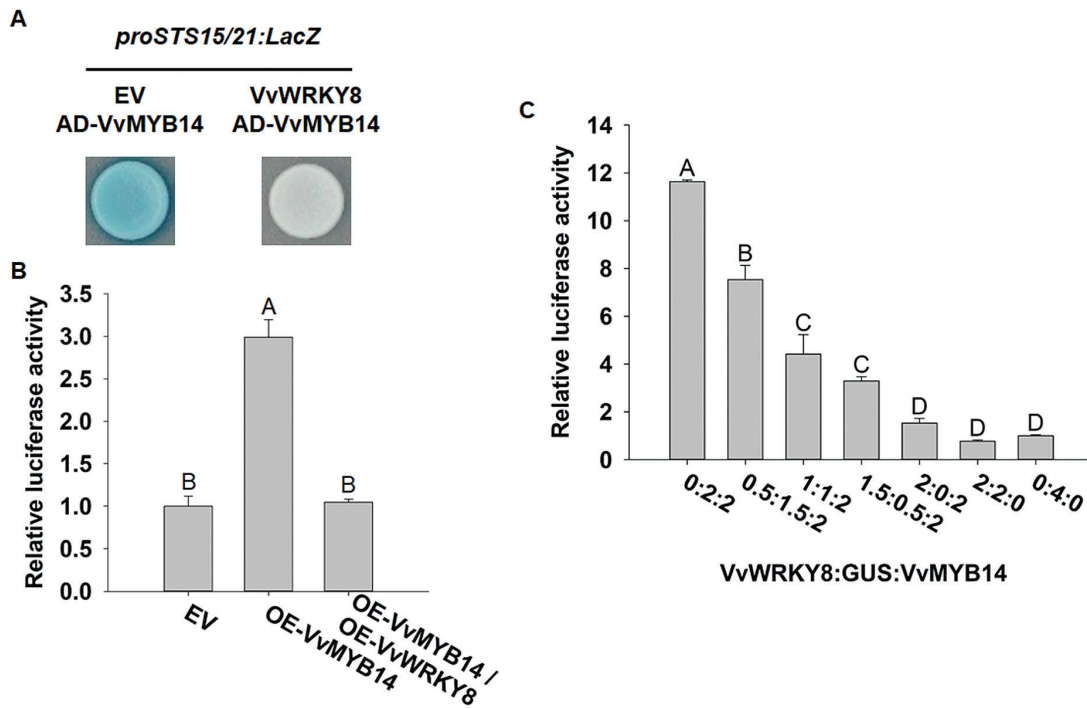 A
proSTS15/21:LacZ
EV
AD-VvMYB14
VvWRKY8
AD-VvMYB14
B
Relative luciferase activity
3.5
3.0
2.5
2.0
1.5
1.0
0.5
0.0
B
A
B
EV
OE-VvMYB14
OE-VvMYB14 /
OE-VvWRKY8
C
Relative luciferase activity
14
12
10
8
6
4
2
0
A
B
C
C
D
D
D
0:2:2
0.5:1.5:2
1:1:2
1.5:0.5:2
2:0:2
2:2:0
0:4:0
VvWRKY8:GUS:VvMYB14